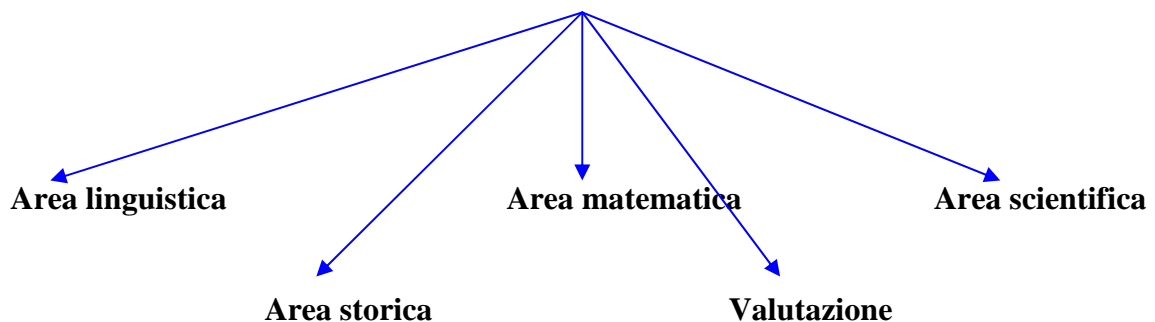 Area linguistica
Area matematica
Area scientifica
Area storica
Valutazione